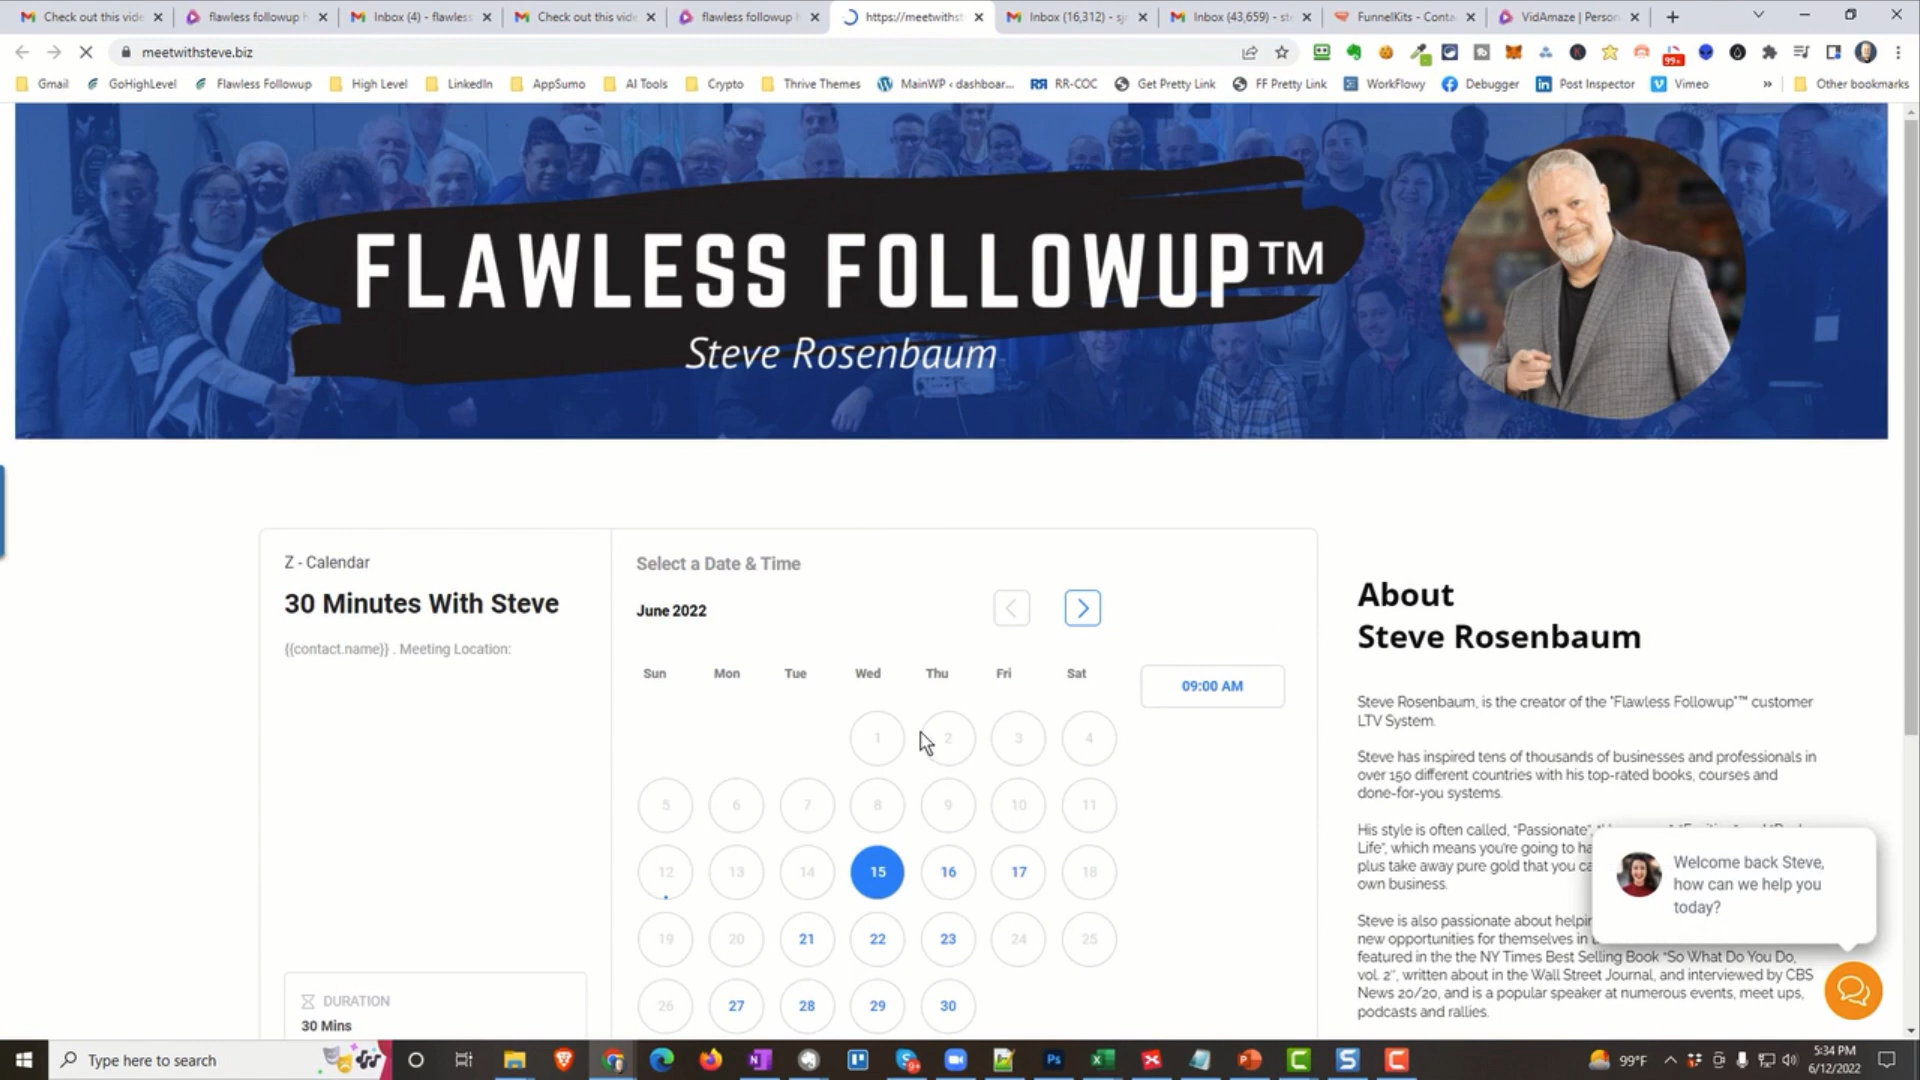 Check out this vide
flawless followup h
Inbox (4) - flawless
Check out this vide
flawless followup h
https://meetwithst
Inbox (16,312) - sj
Inbox (43,659) - st
FunnelKits - Conta
VidAmaze | Person
meetwithsteve.biz
99+
Gmail
GoHighLevel
Flawless Followup
High Level
LinkedIn
AppSumo
AI Tools
Crypto
Thrive Themes
MainWP ‹ dashboar...
RR-COC
Get Pretty Link
FF Pretty Link
WorkFlowy
Debugger
Post Inspector
Vimeo
»
Other bookmarks
FLAWLESS FOLLOWUP™
Steve Rosenbaum
Z - Calendar
30 Minutes With Steve
{{contact.name}} . Meeting Location:
DURATION
30 Mins
Select a Date & Time
June 2022
Sun Mon Tue Wed Thu Fri Sat
1 2 3 4
5 6 7 8 9 10 11
12 13 14 15 16 17 18
19 20 21 22 23 24 25
26 27 28 29 30
09:00 AM
About
Steve Rosenbaum
Steve Rosenbaum, is the creator of the "Flawless Followup"™ customer
LTV System.
Steve has inspired tens of thousands of businesses and professionals in
over 150 different countries with his top-rated books, courses and
done-for-you systems.
His style is often called, "Passionate",
Life", which means you're going to ha
plus take away pure gold that you ca
own business.
Steve is also passionate about helpin
new opportunities for themselves in
featured in the the NY Times Best Selling Book "So What Do You Do,
vol. 2", written about in the Wall Street Journal, and interviewed by CBS
News 20/20, and is a popular speaker at numerous events, meet ups,
podcasts and rallies.
Welcome back Steve,
how can we help you
today?
Type here to search
99°F
5:34 PM
6/12/2022